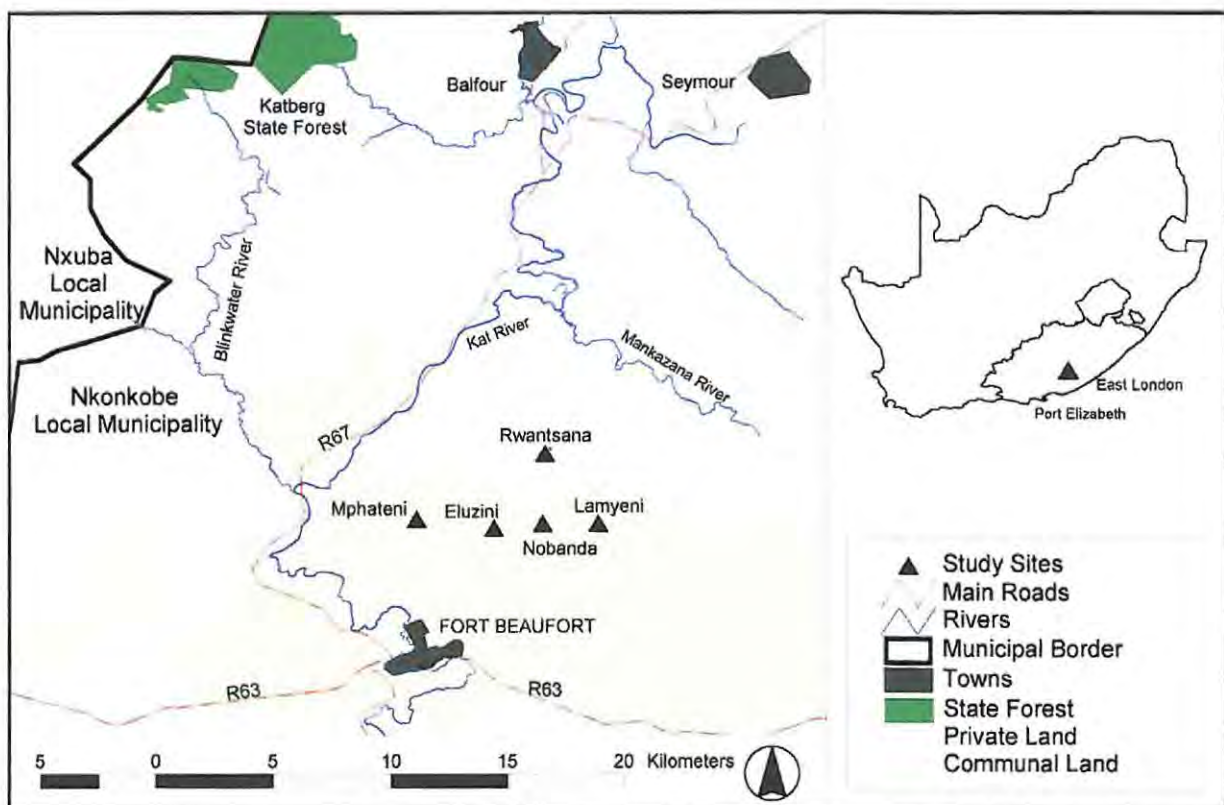 Balfour
Seymour
Katberg
State Forest
Nxuba
Local
Municipality
Blinkwater River
Kat River
Mankazana River
Nkonkobe
Local Municipality
R67
Rwantsana
Mphateni
Eluzini
Lamyeni
Nobanda
FORT BEAUFORT
R63
R63
5 0 5 10 15 20 Kilometers
East London
Port Elizabeth
Study Sites
Main Roads
Rivers
Municipal Border
Towns
State Forest
Private Land
Communal Land